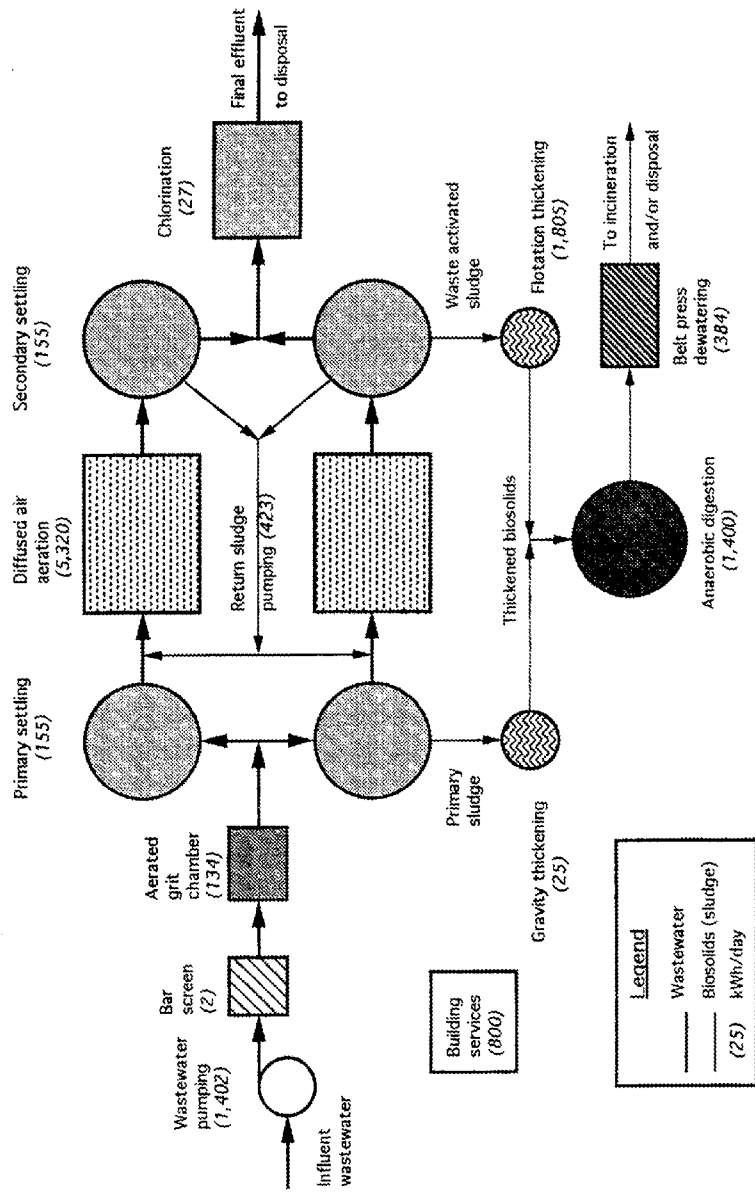 Influent
wastewater
Wastewater
pumping
(1,402)
Bar
screen
(2)
Aerated
grit
chamber
(134)
Primary settling
(155)
Diffused air
aeration
(5,320)
Secondary settling
(155)
Chlorination
(27)
Final effluent
to disposal
Return sludge
pumping (423)
Primary
sludge
Waste activated
sludge
Gravity thickening
(25)
Thickened biosolids
Flotation thickening
(1,805)
Anaerobic digestion
(1,400)
Belt press
dewatering
(384)
To incineration
and/or disposal
Building
services
(800)
Legend
Wastewater
Biosolids (sludge)
(25) kWh/day